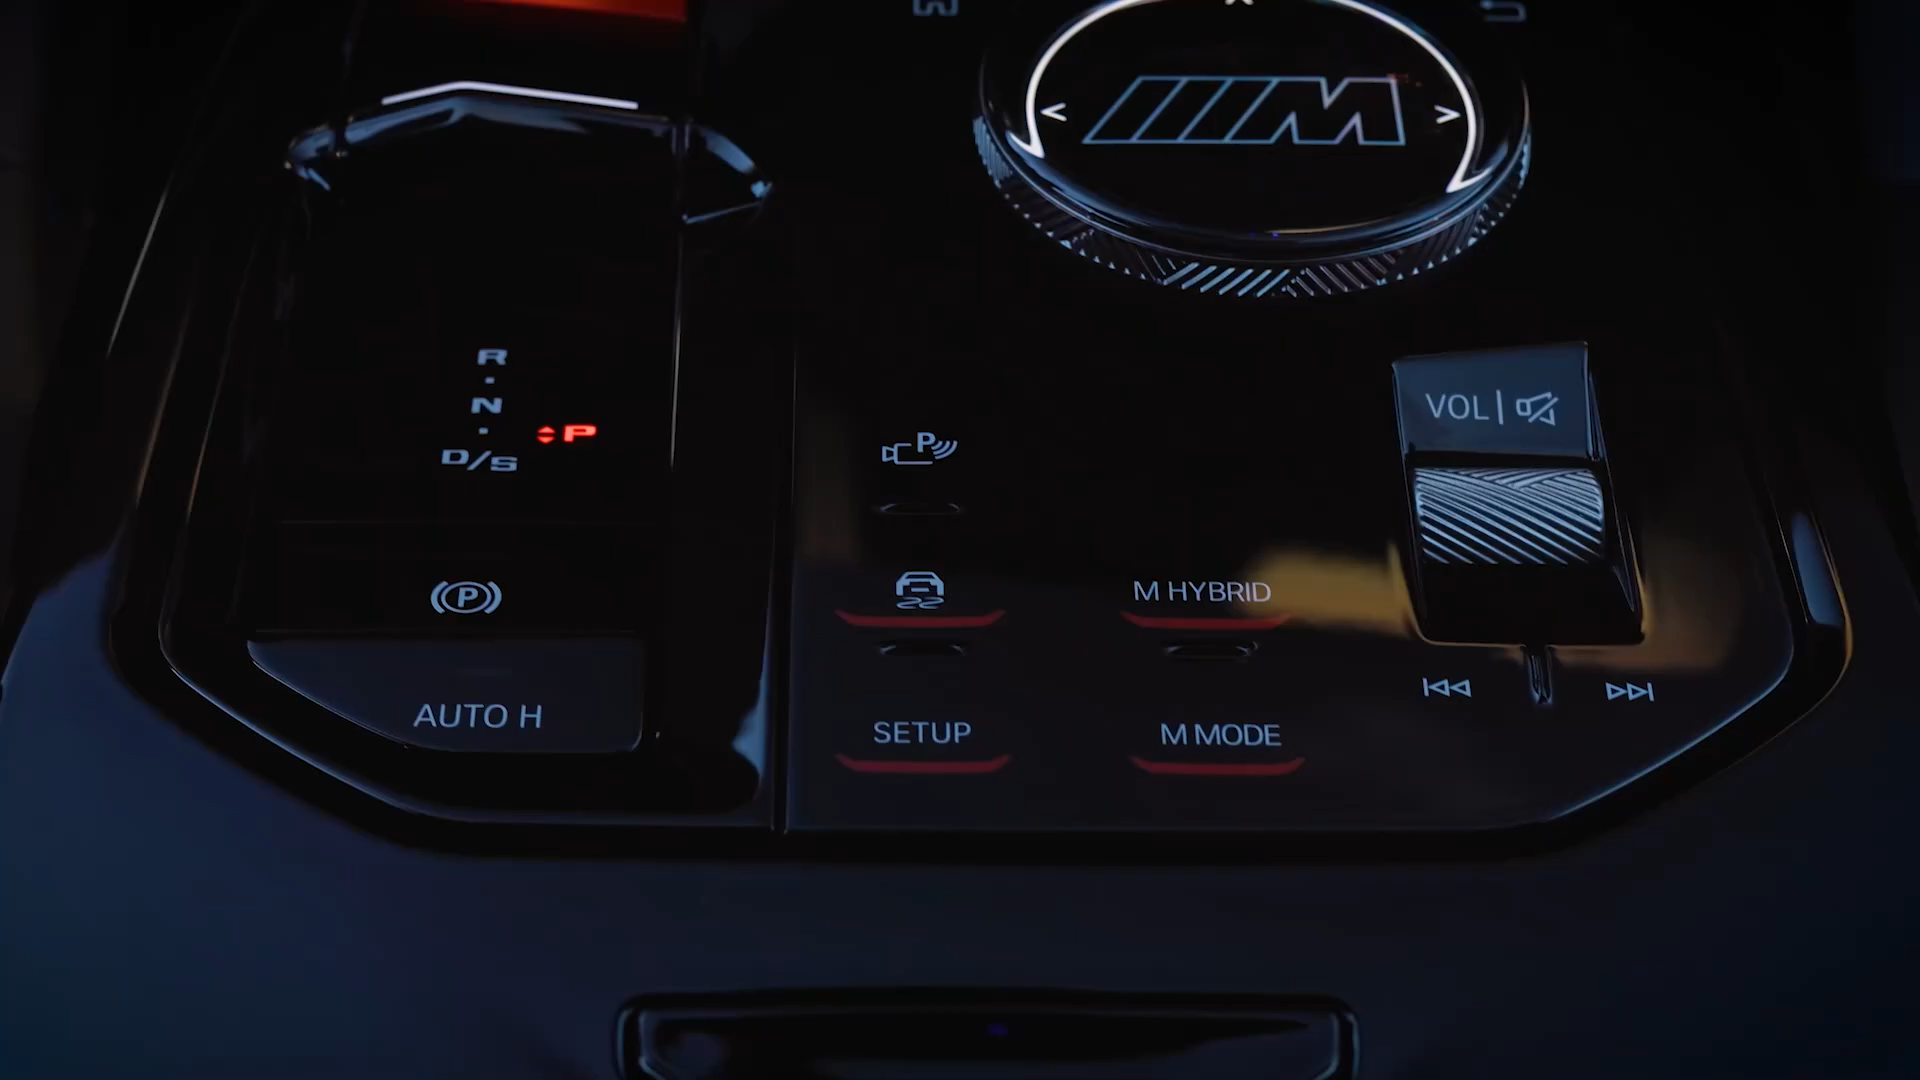 M
R
N
D/S
P
VOL
P
P
AUTO H
M HYBRID
SETUP
M MODE